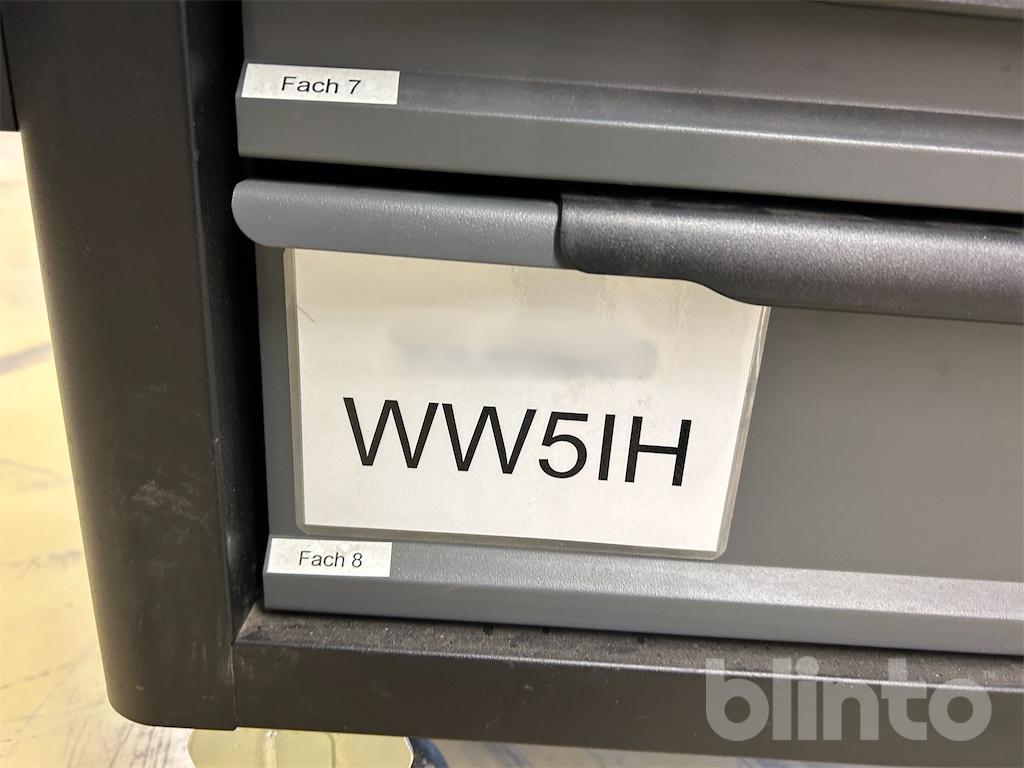 Fach 7
WW5IH
Fach 8
blinto